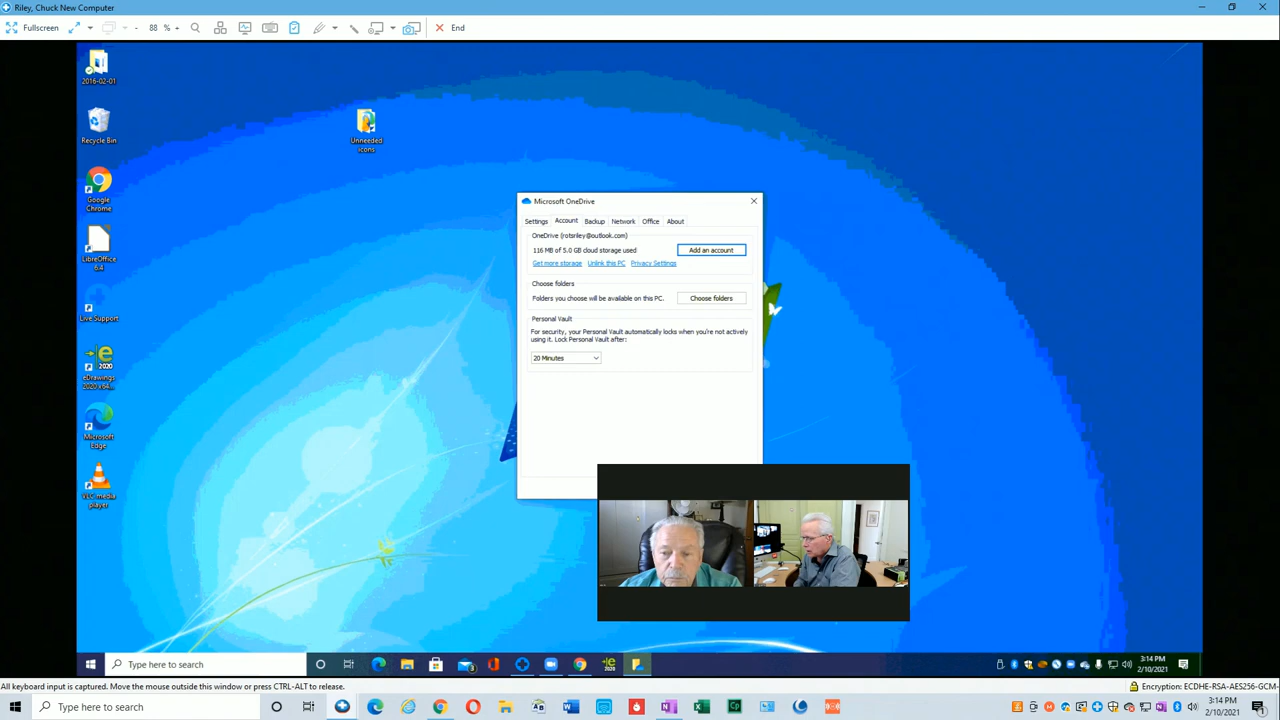 Riley, Chuck New Computer
Fullscreen - 88 % + End
2016-02-01
Recycle Bin
Unneeded
icons
Google
Chrome
LibreOffice
6.4
Live Support
2020
eDrawings
2020 x64...
Microsoft
Edge
VLC media
player
Microsoft OneDrive
Settings Account Backup Network Office About
OneDrive (rotsriley@outlook.com)
116 MB of 5.0 GB cloud storage used
Add an account
Get more storage Unlink this PC Privacy Settings
Choose folders
Folders you choose will be available on this PC.
Choose folders
Personal Vault
For security, your Personal Vault automatically locks when you're not actively
using it. Lock Personal Vault after:
20 Minutes
Type here to search
3:14 PM
2/10/2021
All keyboard input is captured. Move the mouse outside this window or press CTRL-ALT to release.
Encryption: ECDHE-RSA-AES256-GCM-
Type here to search
3:14 PM
2/10/2021